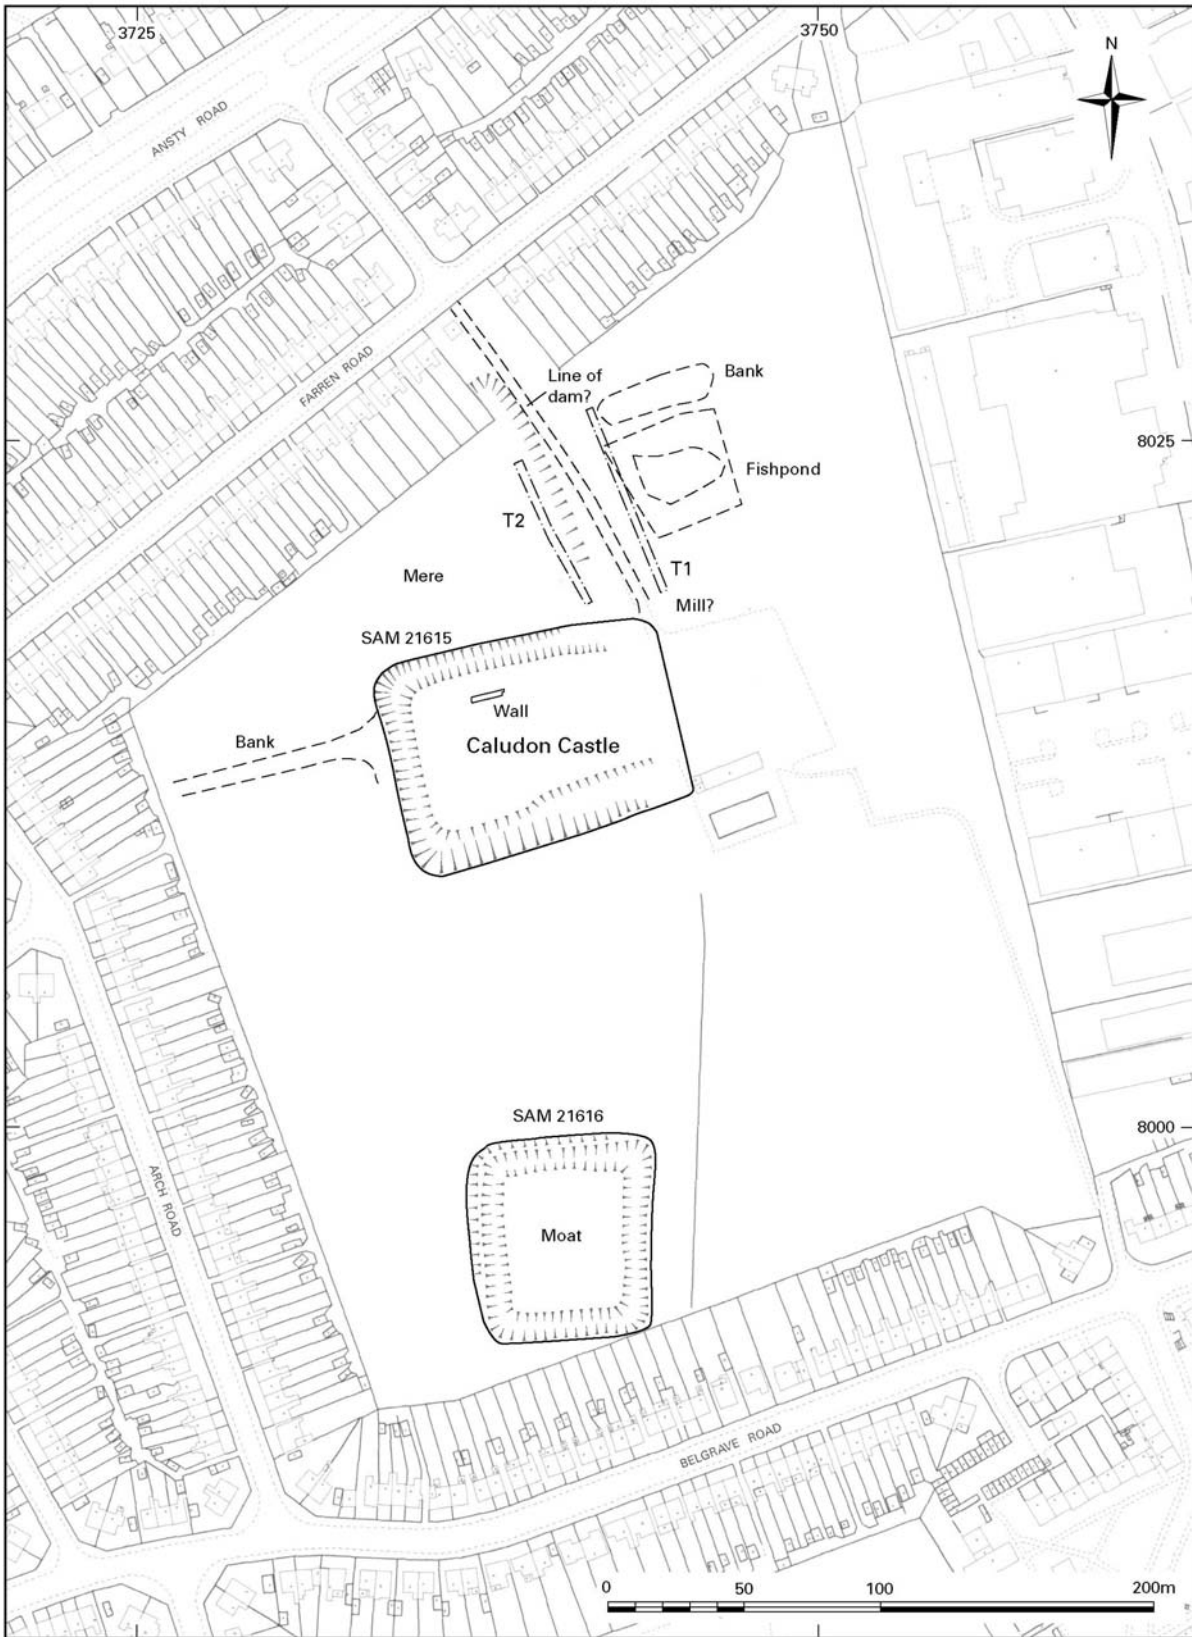 3725
3750
N
ANSTY ROAD
FARREN ROAD
Line of
dam?
Bank
8025
Fishpond
T2
T1
Mere
Mill?
SAM 21615
Wall
Bank
Caludon Castle
SAM 21616
8000
ARCH ROAD
Moat
BELGRAVE ROAD
0
50
100
200m